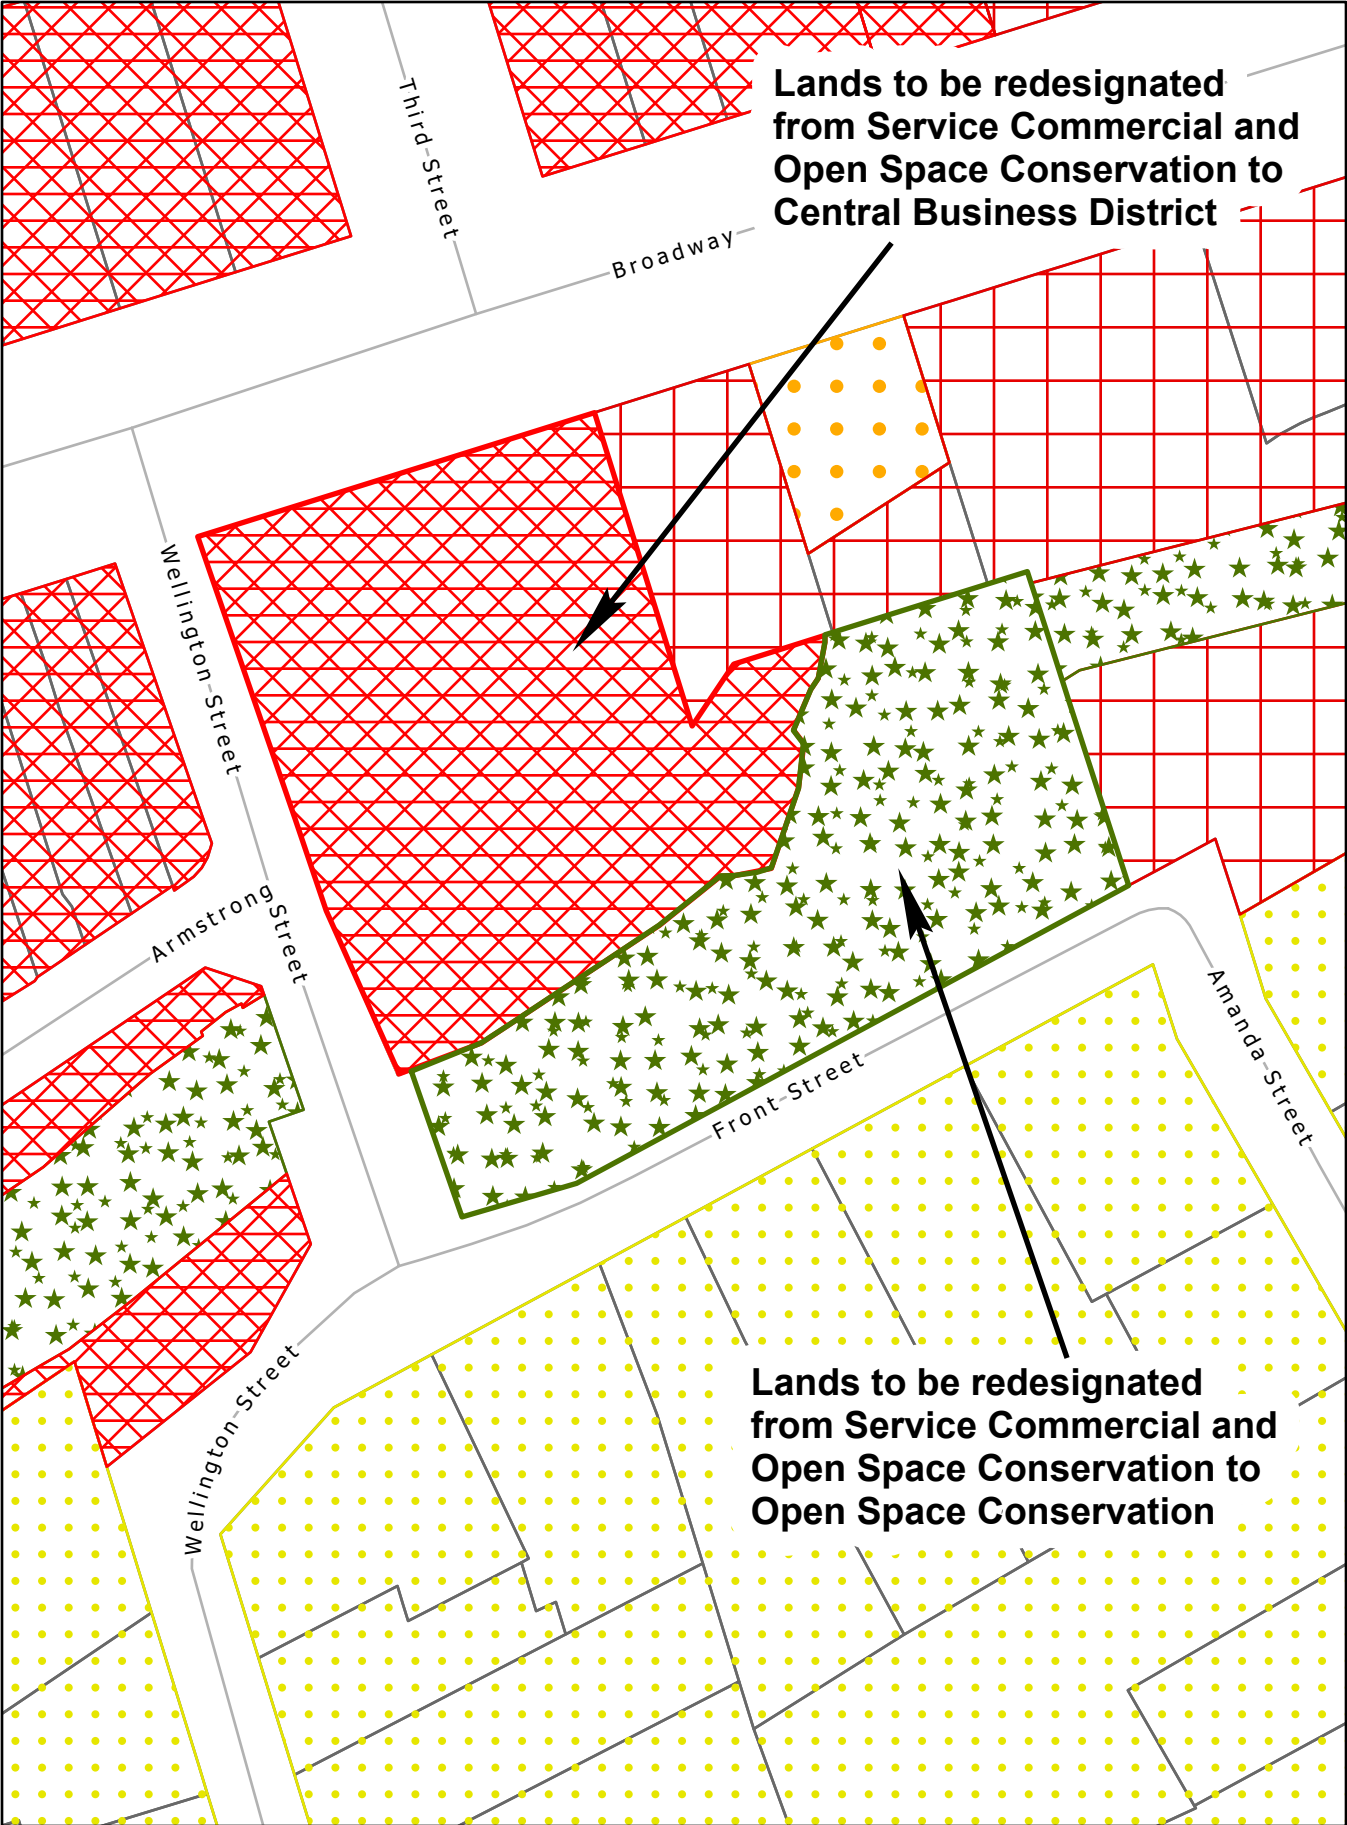 Third Street
Lands to be redesignated
from Service Commercial and
Open Space Conservation to
Central Business District
Broadway
Wellington Street
Armstrong Street
Amanda Street
Front Street
Wellington Street
Lands to be redesignated
from Service Commercial and
Open Space Conservation to
Open Space Conservation